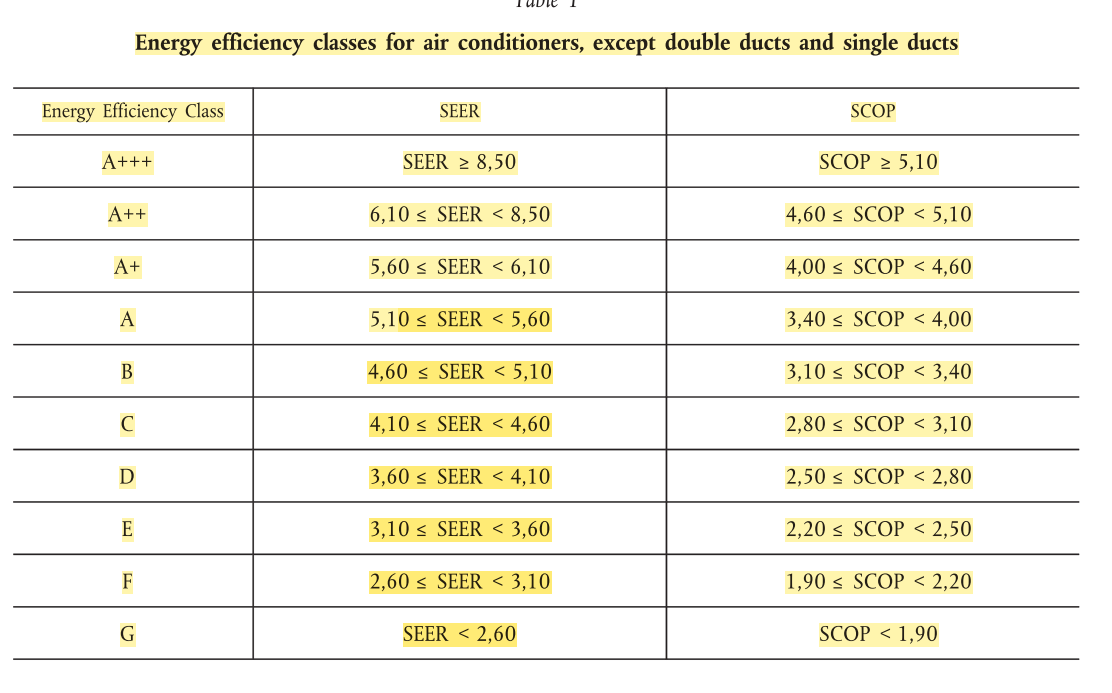 Table 1
Energy efficiency classes for air conditioners, except double ducts and single ducts
Energy Efficiency Class SEER SCOP
A+++ SEER ≥ 8,50 SCOP ≥ 5,10
A++ 6,10 ≤ SEER < 8,50 4,60 ≤ SCOP < 5,10
A+ 5,60 ≤ SEER < 6,10 4,00 ≤ SCOP < 4,60
A 5,10 ≤ SEER < 5,60 3,40 ≤ SCOP < 4,00
B 4,60 ≤ SEER < 5,10 3,10 ≤ SCOP < 3,40
C 4,10 ≤ SEER < 4,60 2,80 ≤ SCOP < 3,10
D 3,60 ≤ SEER < 4,10 2,50 ≤ SCOP < 2,80
E 3,10 ≤ SEER < 3,60 2,20 ≤ SCOP < 2,50
F 2,60 ≤ SEER < 3,10 1,90 ≤ SCOP < 2,20
G SEER < 2,60 SCOP < 1,90